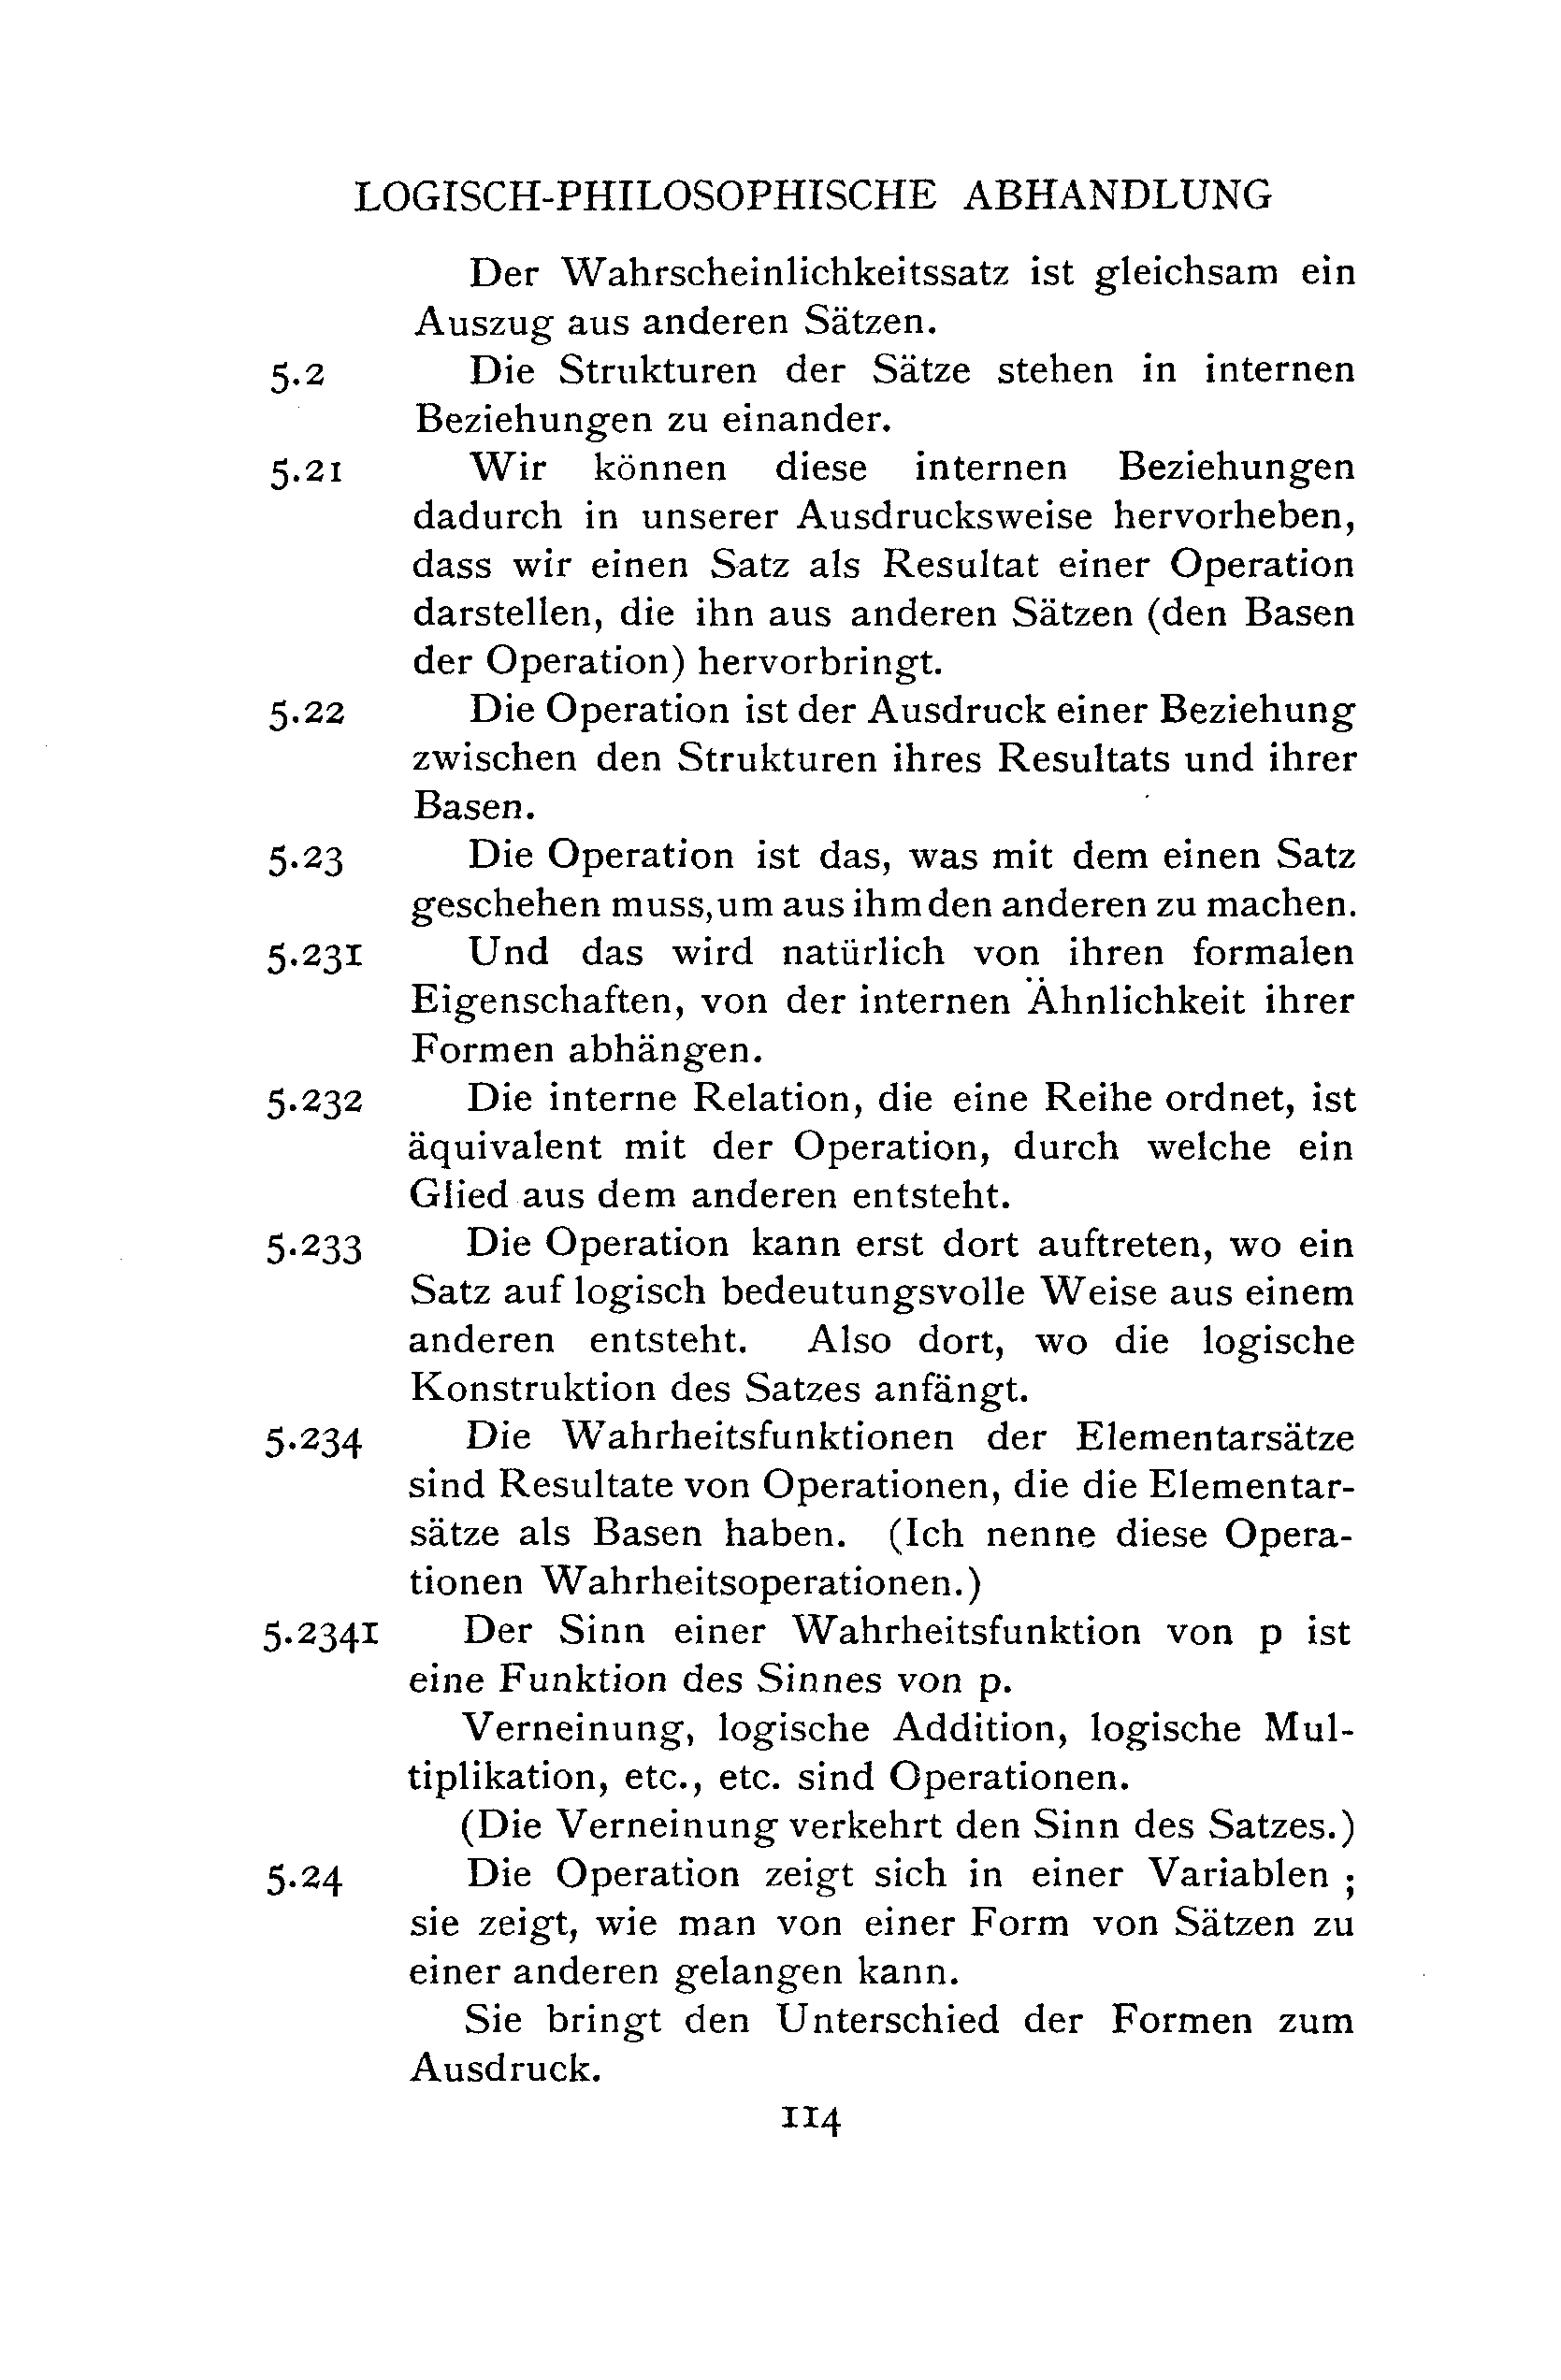 LOGISCH-PHILOSOPHISCHE ABHANDLUNG
Der Wahrscheinlichkeitssatz ist gleichsam ein
Auszug aus anderen Sätzen.
5.2 Die Strukturen der Sätze stehen in internen
Beziehungen zu einander.
5.21 Wir können diese internen Beziehungen
dadurch in unserer Ausdrucksweise hervorheben,
dass wir einen Satz als Resultat einer Operation
darstellen, die ihn aus anderen Sätzen (den Basen
der Operation) hervorbringt.
5.22 Die Operation ist der Ausdruck einer Beziehung
zwischen den Strukturen ihres Resultats und ihrer
Basen.
5.23 Die Operation ist das, was mit dem einen Satz
geschehen muss, um aus ihm den anderen zu machen.
5.231 Und das wird natürlich von ihren formalen
Eigenschaften, von der internen Ähnlichkeit ihrer
Formen abhängen.
5.232 Die interne Relation, die eine Reihe ordnet, ist
äquivalent mit der Operation, durch welche ein
Glied aus dem anderen entsteht.
5.233 Die Operation kann erst dort auftreten, wo ein
Satz auf logisch bedeutungsvolle Weise aus einem
anderen entsteht. Also dort, wo die logische
Konstruktion des Satzes anfängt.
5.234 Die Wahrheitsfunktionen der Elementarsätze
sind Resultate von Operationen, die die Elementar-
sätze als Basen haben. (Ich nenne diese Opera-
tionen Wahrheitsoperationen.)
5.2341 Der Sinn einer Wahrheitsfunktion von p ist
eine Funktion des Sinnes von p.
Verneinung, logische Addition, logische Mul-
tiplikation, etc., etc. sind Operationen.
(Die Verneinung verkehrt den Sinn des Satzes.)
5.24 Die Operation zeigt sich in einer Variablen ;
sie zeigt, wie man von einer Form von Sätzen zu
einer anderen gelangen kann.
Sie bringt den Unterschied der Formen zum
Ausdruck.
114